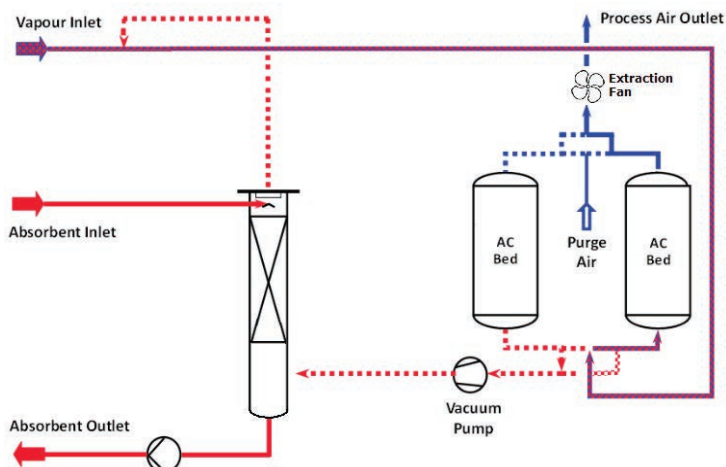 Vapour Inlet
Process Air Outlet
Extraction
Fan
Absorbent Inlet
AC
Bed
Purge
Air
AC
Bed
Vacuum
Pump
Absorbent Outlet